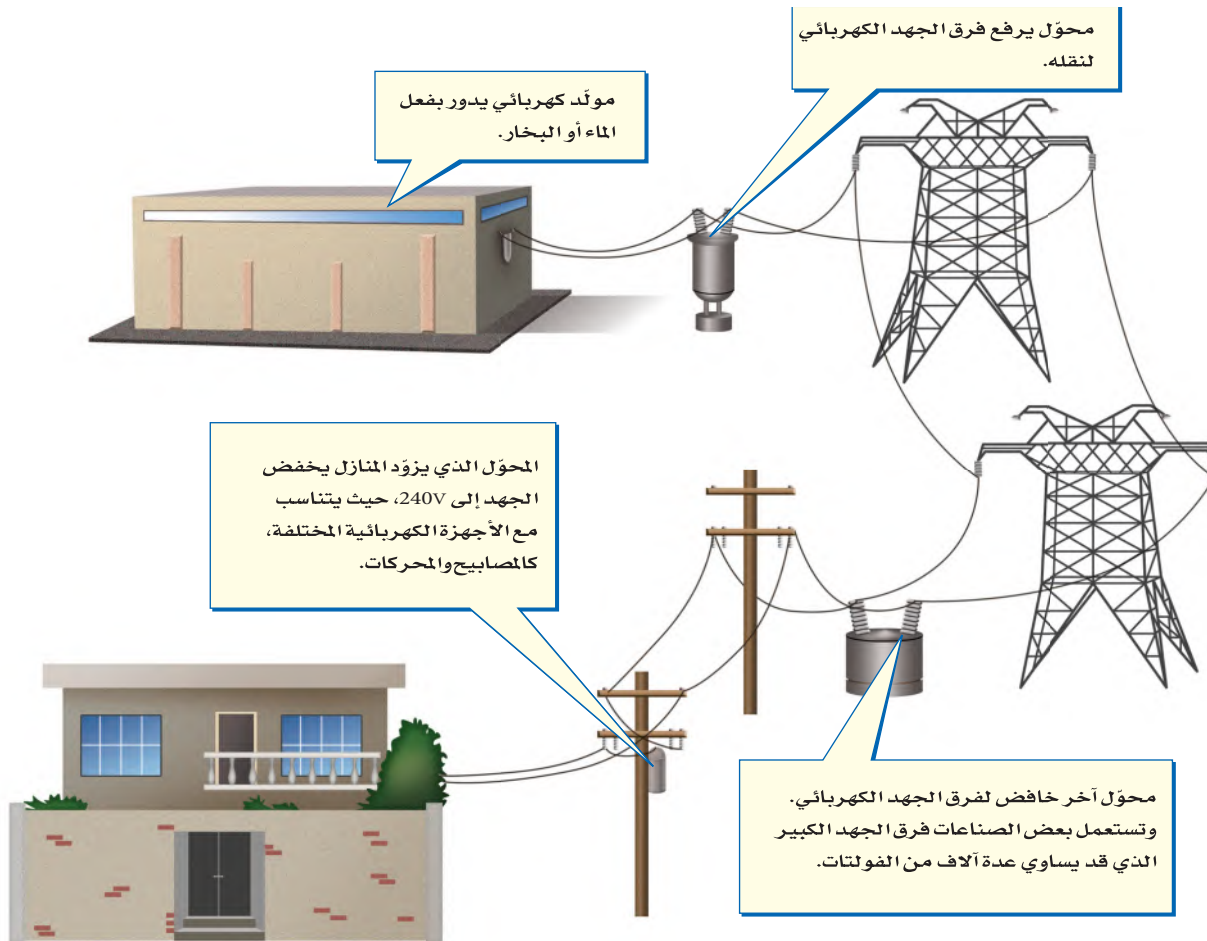 محوّل يرفع فرق الجهد الكهربائي
لنقله.
مولّد كهربائي يدور بفعل
الماء أو البخار.
المحوّل الذي يزوّد المنازل يخفض
الجهد إلى 240V، حيث يتناسب
مع الأجهزة الكهربائية المختلفة،
كالمصابيح والمحركات.
محوّل آخر خافض لفرق الجهد الكهربائي.
وتستعمل بعض الصناعات فرق الجهد الكبير
الذي قد يساوي عدة آلاف من الفولتات.